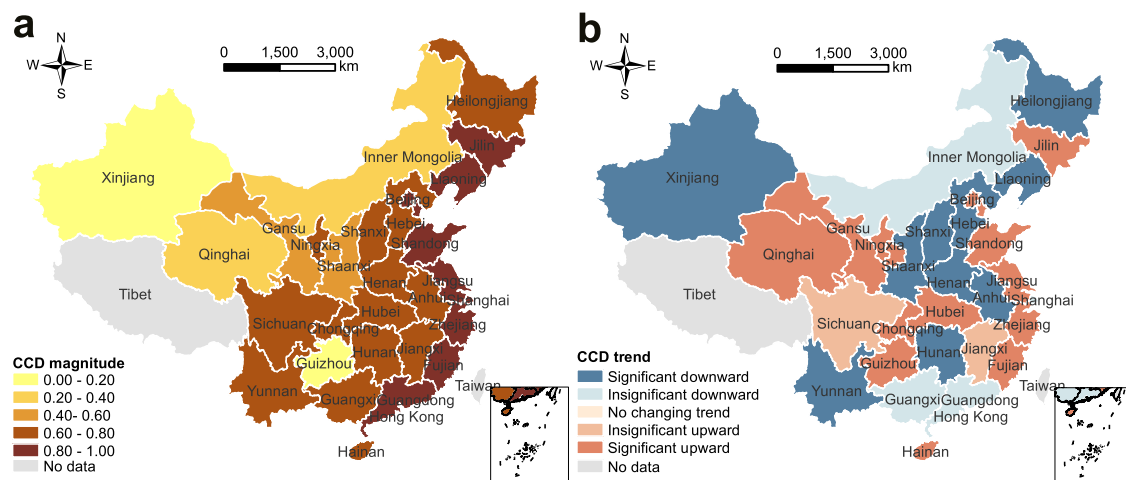 a
N
W E
S
0 1,500 3,000
km
Heilongjiang
Jilin
Inner Mongolia
Liaoning
Xinjiang
Beijing
Hebei
Gansu
Shanxi
Ningxia
Shandong
Qinghai
Shaanxi
Henan
Jiangsu
Tibet
Anhui
Shanghai
Hubei
Sichuan
Chongqing
Zhejiang
Hunan
Jiangxi
Guizhou
Fujian
Yunnan
Guangxi
Guangdong
Taiwan
Hong Kong
Hainan
CCD magnitude
0.00 - 0.20
0.20 - 0.40
0.40- 0.60
0.60 - 0.80
0.80 - 1.00
No data
b
N
W E
S
0 1,500 3,000
km
Heilongjiang
Jilin
Inner Mongolia
Liaoning
Xinjiang
Beijing
Hebei
Gansu
Shanxi
Ningxia
Shandong
Qinghai
Shaanxi
Henan
Jiangsu
Tibet
Anhui
Shanghai
Hubei
Sichuan
Chongqing
Zhejiang
Hunan
Jiangxi
Guizhou
Fujian
Yunnan
Guangxi
Guangdong
Taiwan
Hong Kong
Hainan
CCD trend
Significant downward
Insignificant downward
No changing trend
Insignificant upward
Significant upward
No data